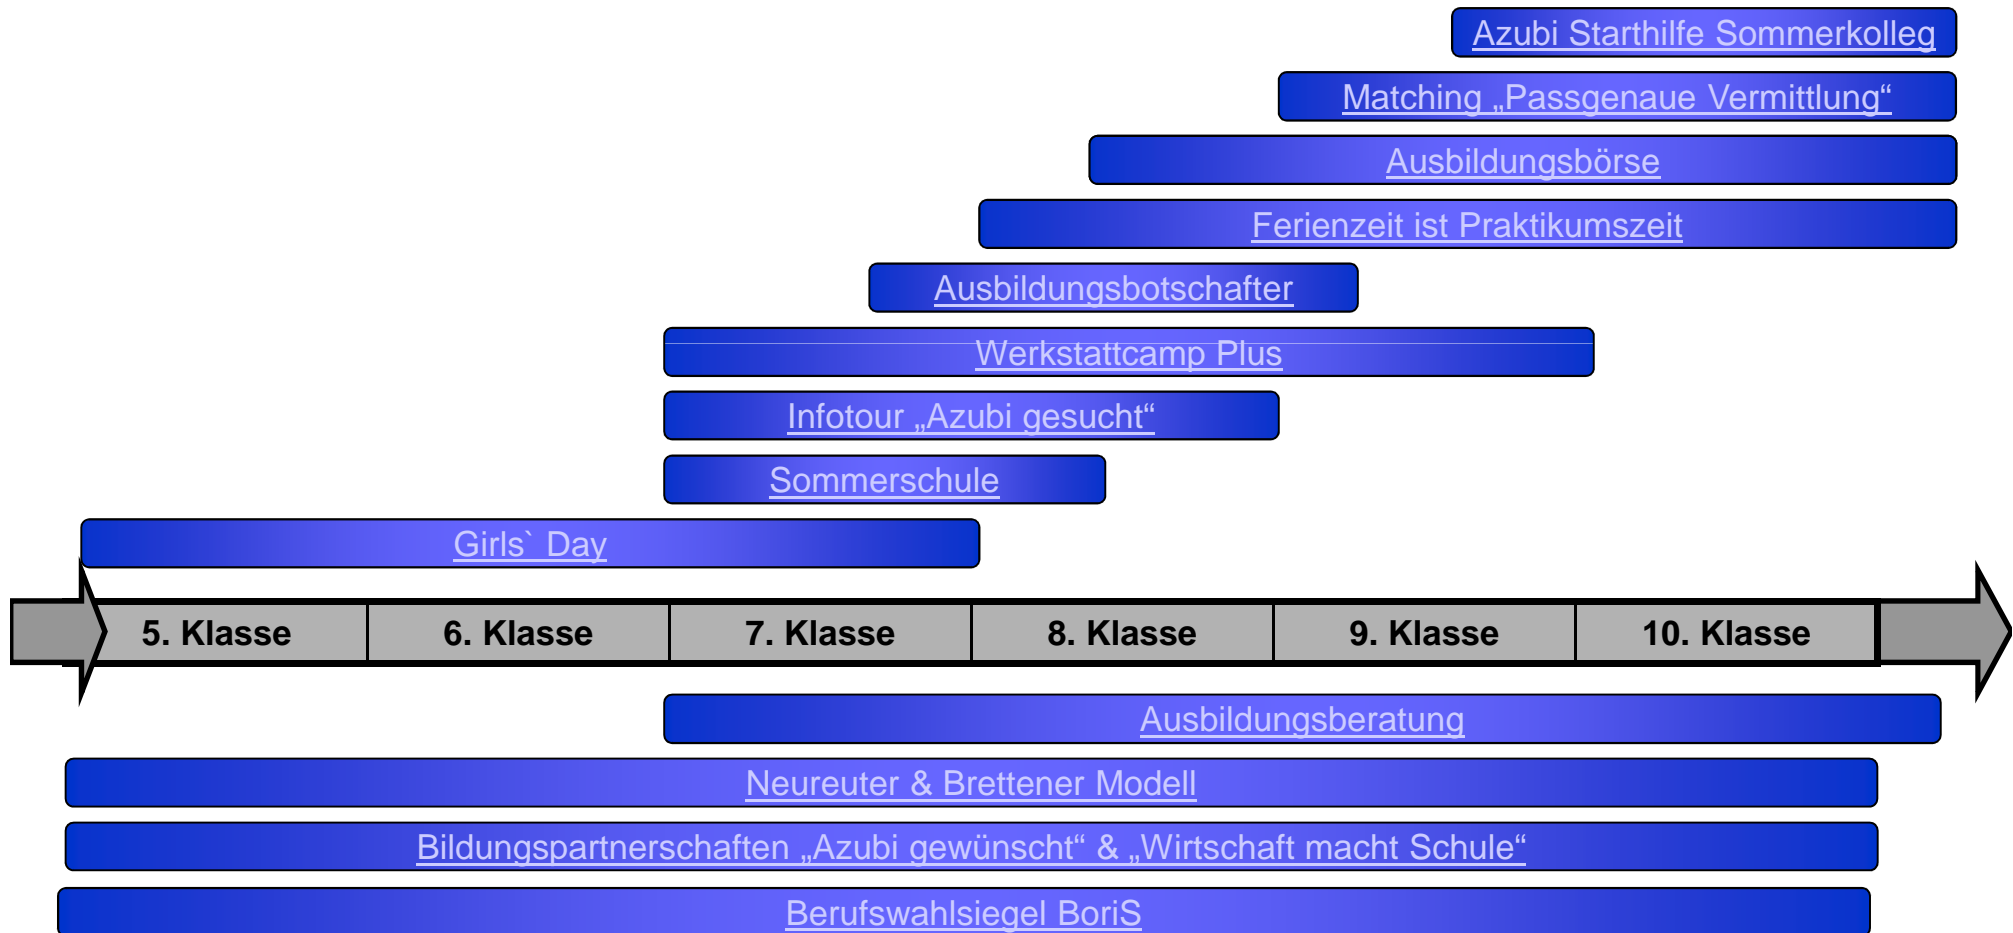 Azubi Starthilfe Sommerkolleg
Matching „Passgenaue Vermittlung“
Ausbildungsbörse
Ferienzeit ist Praktikumszeit
Ausbildungsbotschafter
Werkstattcamp Plus
Infotour „Azubi gesucht“
Sommerschule
Girls` Day
5. Klasse 6. Klasse 7. Klasse 8. Klasse 9. Klasse 10. Klasse
Ausbildungsberatung
Neureuter & Brettener Modell
Bildungspartnerschaften „Azubi gewünscht“ & „Wirtschaft macht Schule“
Berufswahlsiegel BoriS